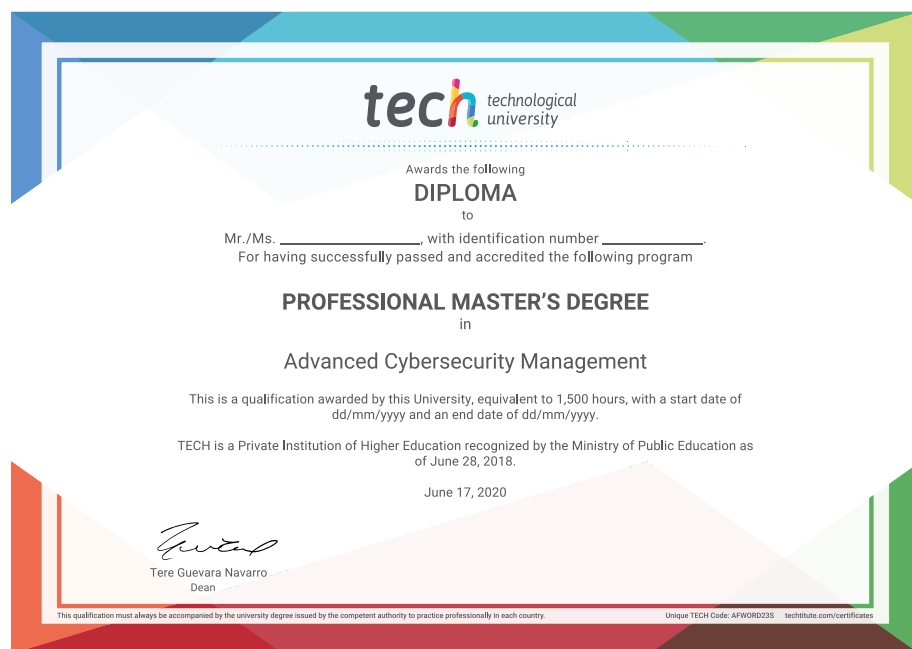 tech technological
university
Awards the following
DIPLOMA
to
Mr./Ms. ____________________, with identification number ______________.
For having successfully passed and accredited the following program
PROFESSIONAL MASTER'S DEGREE
in
Advanced Cybersecurity Management
This is a qualification awarded by this University, equivalent to 1,500 hours, with a start date of
dd/mm/yyyy and an end date of dd/mm/yyyy.
TECH is a Private Institution of Higher Education recognized by the Ministry of Public Education as
of June 28, 2018.
June 17, 2020
Tere Guevara Navarro
Dean
This qualification must always be accompanied by the university degree issued by the competent authority to practice professionally in each country.
Unique TECH Code: AFWORD23S techtitute.com/certificates